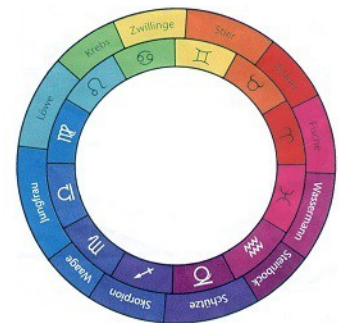 Zwillinge
Stier
Fische
Wassermann
Steinbock
Schütze
Skorpion
Waage
Jungfrau
Löwe
Krebs